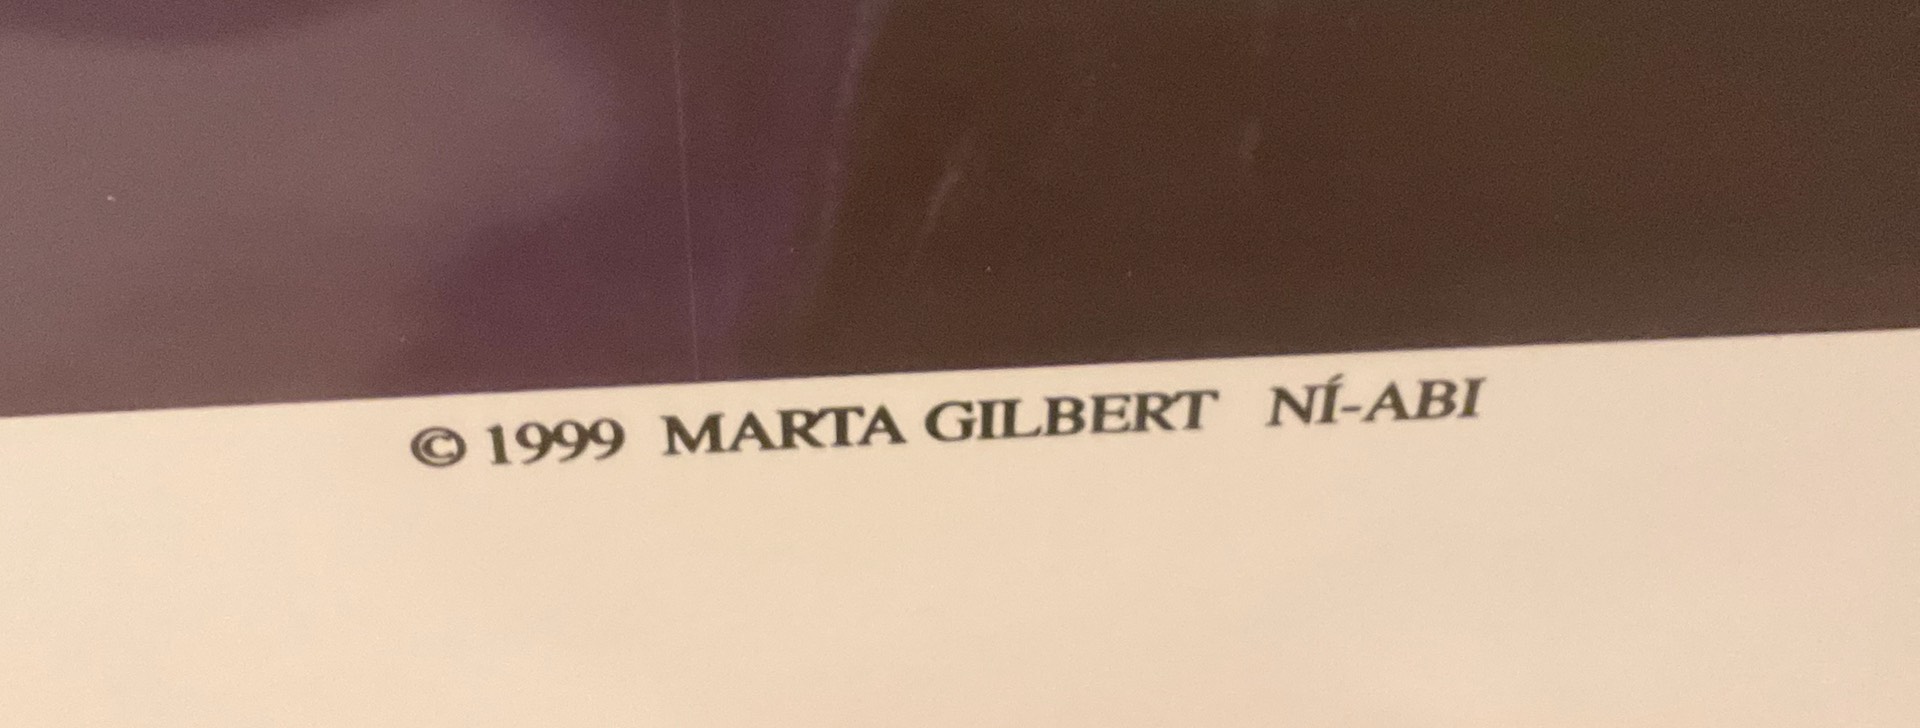 © 1999 MARTA GILBERT NÍ-ABI